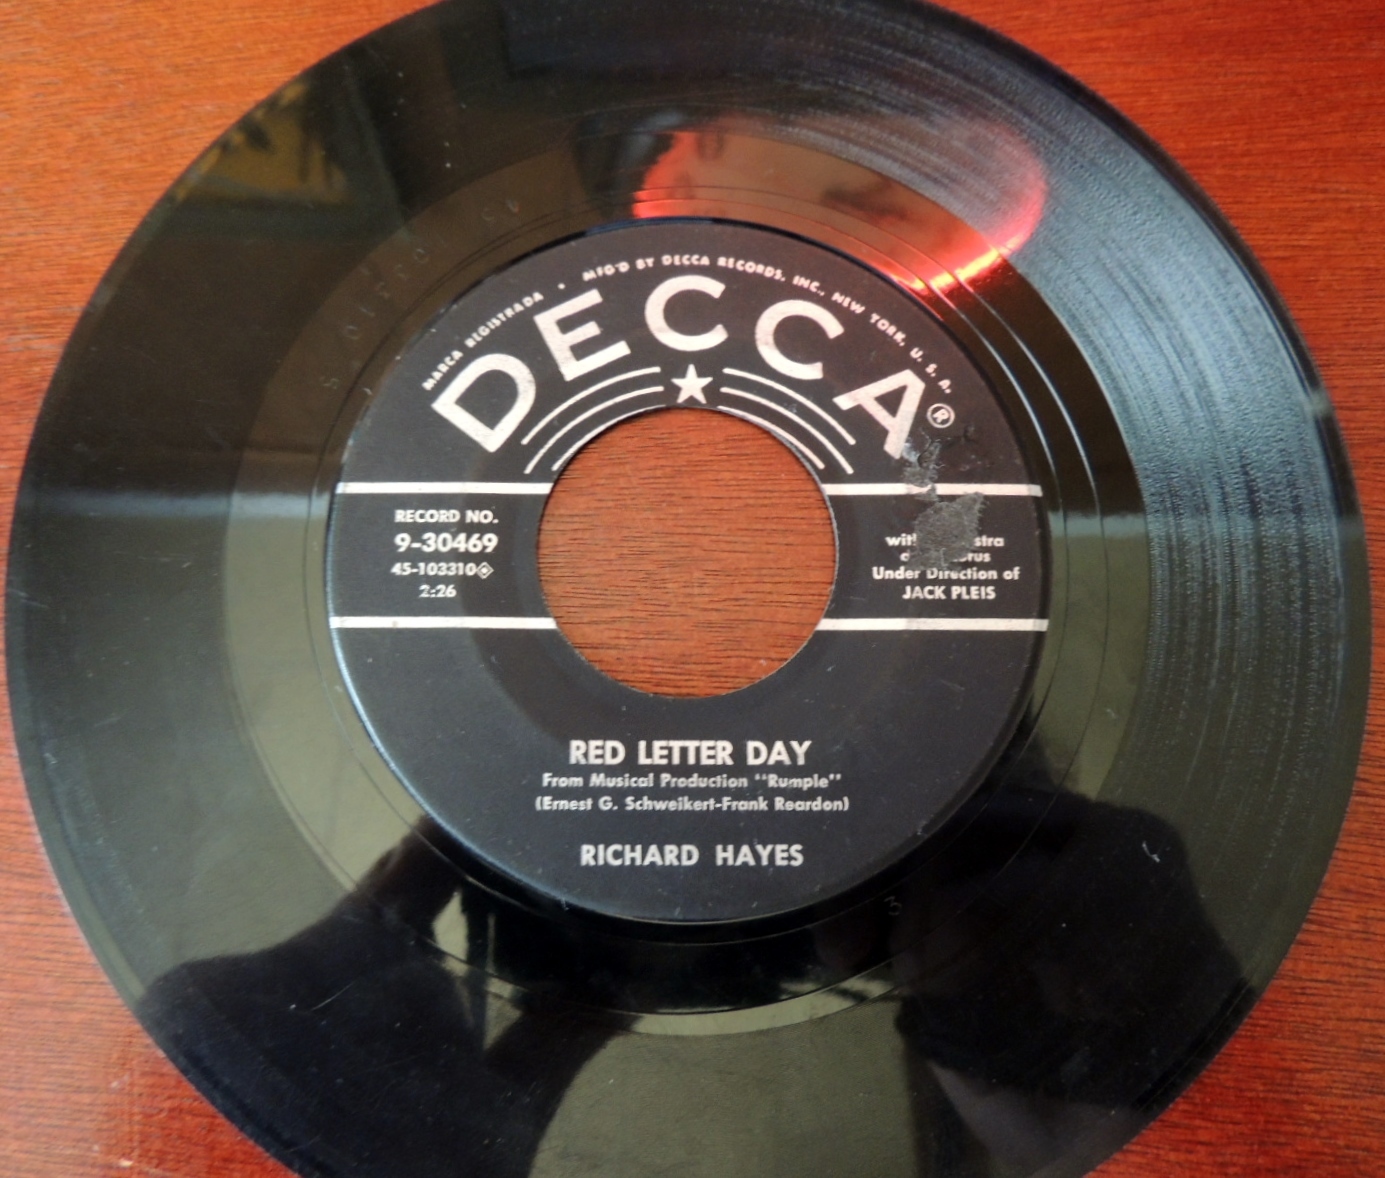 MARCA REGISTRADA • MFG'D BY DECCA RECORDS, INC., NEW YORK, U. S. A.
DECCA®
RECORD NO.
9-30469
45-103310
2:26
Under Direction of
JACK PLEIS
RED LETTER DAY
From Musical Production "Rumple"
(Ernest G. Schweikert-Frank Reardon)
RICHARD HAYES
3